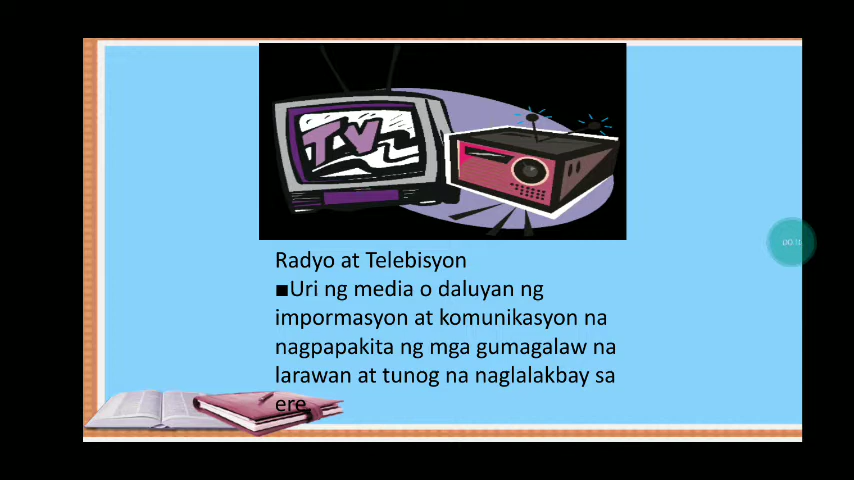 TV
Radyo at Telebisyon
■Uri ng media o daluyan ng
impormasyon at komunikasyon na
nagpapakita ng mga gumagalaw na
larawan at tunog na naglalakbay sa
ere